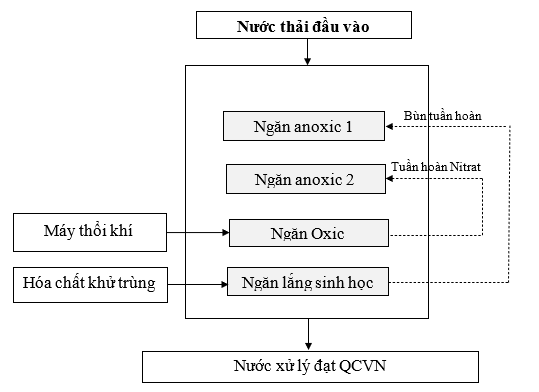 Nước thải đầu vào
Ngăn anoxic 1
Bùn tuần hoàn
Ngăn anoxic 2
Tuần hoàn Nitrat
Máy thổi khí
Ngăn Oxic
Hóa chất khử trùng
Ngăn lắng sinh học
Nước xử lý đạt QCVN